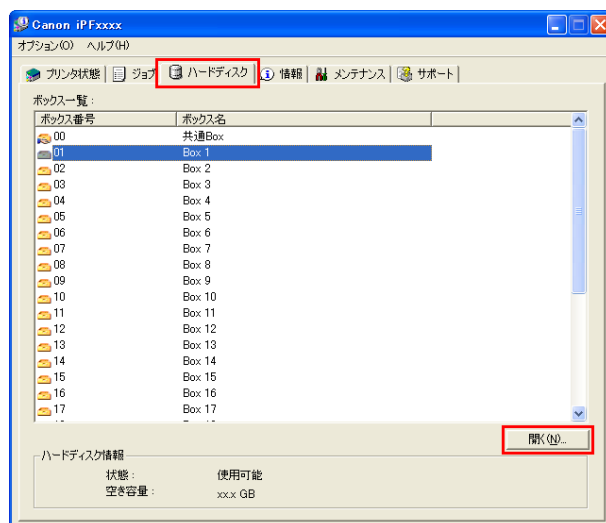 Canon iPFxxxx
オプション(O) ヘルプ(H)
プリンタ状態 ジョブ ハードディスク 情報 メンテナンス サポート
ボックス一覧：
ボックス番号 ボックス名
00 共通Box
01 Box 1
02 Box 2
03 Box 3
04 Box 4
05 Box 5
06 Box 6
07 Box 7
08 Box 8
09 Box 9
10 Box 10
11 Box 11
12 Box 12
13 Box 13
14 Box 14
15 Box 15
16 Box 16
17 Box 17
開く(N)...
ハードディスク情報
状態： 使用可能
空き容量： xx.x GB